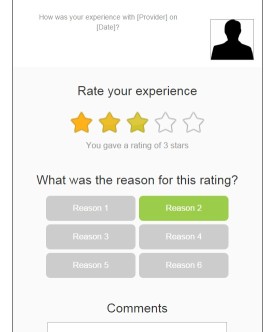 How was your experience with [Provider] on
[Date]?
Rate your experience
You gave a rating of 3 stars
What was the reason for this rating?
Reason 1 Reason 2
Reason 3 Reason 4
Reason 5 Reason 6
Comments